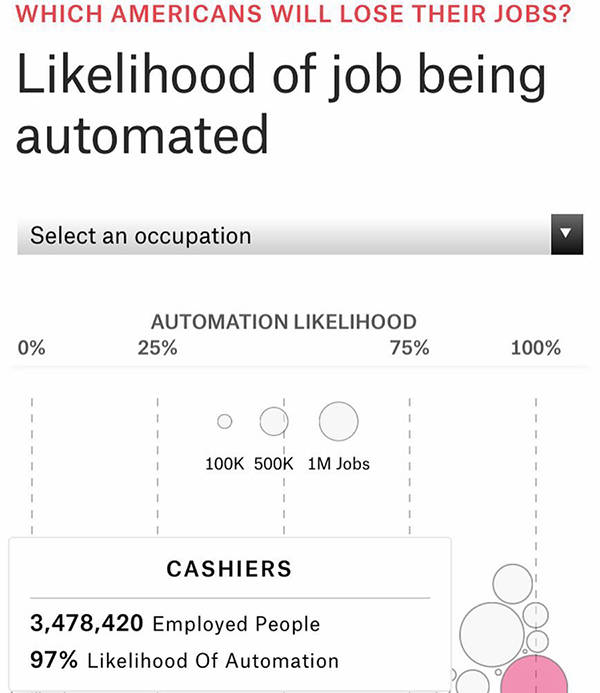 WHICH AMERICANS WILL LOSE THEIR JOBS?
Likelihood of job being
automated
Select an occupation
AUTOMATION LIKELIHOOD
0% 25% 75% 100%
100K 500K 1M Jobs
CASHIERS
3,478,420 Employed People
97% Likelihood Of Automation